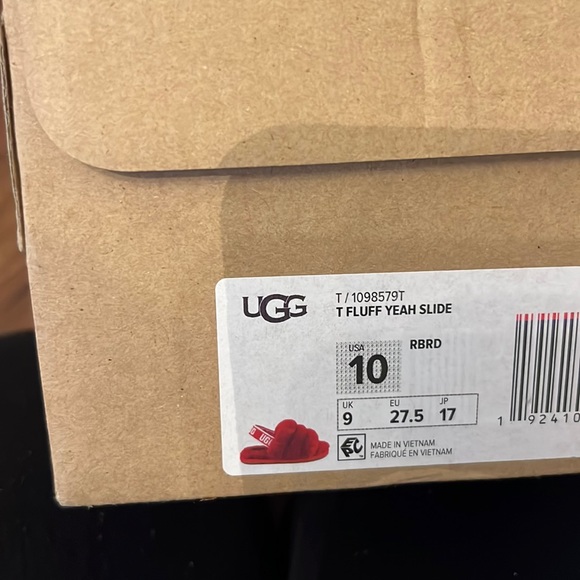 UGG
T / 1098579T
T FLUFF YEAH SLIDE
USA
10
RBRD
UK EU JP
9 27.5 17
MADE IN VIETNAM
FABRIQUÉ EN VIETNAM
1 92410
UGG